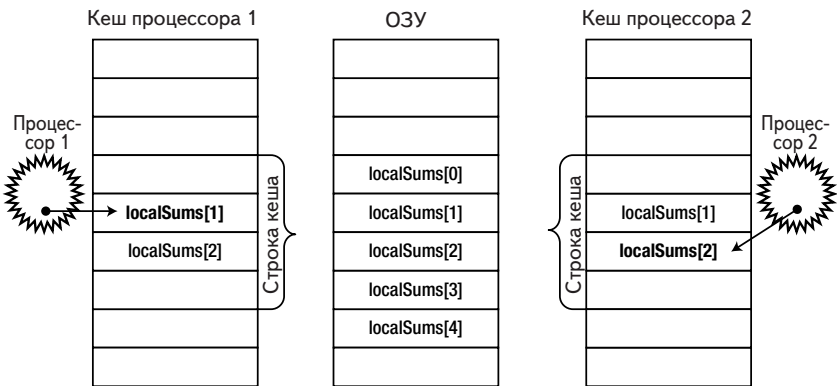 Кеш процессора 1
ОЗУ
Кеш процессора 2
Процес-
сор 1
localSums[1]
localSums[2]
Строка кеша
localSums[0]
localSums[1]
localSums[2]
localSums[3]
localSums[4]
Строка кеша
localSums[1]
localSums[2]
Процес-
сор 2